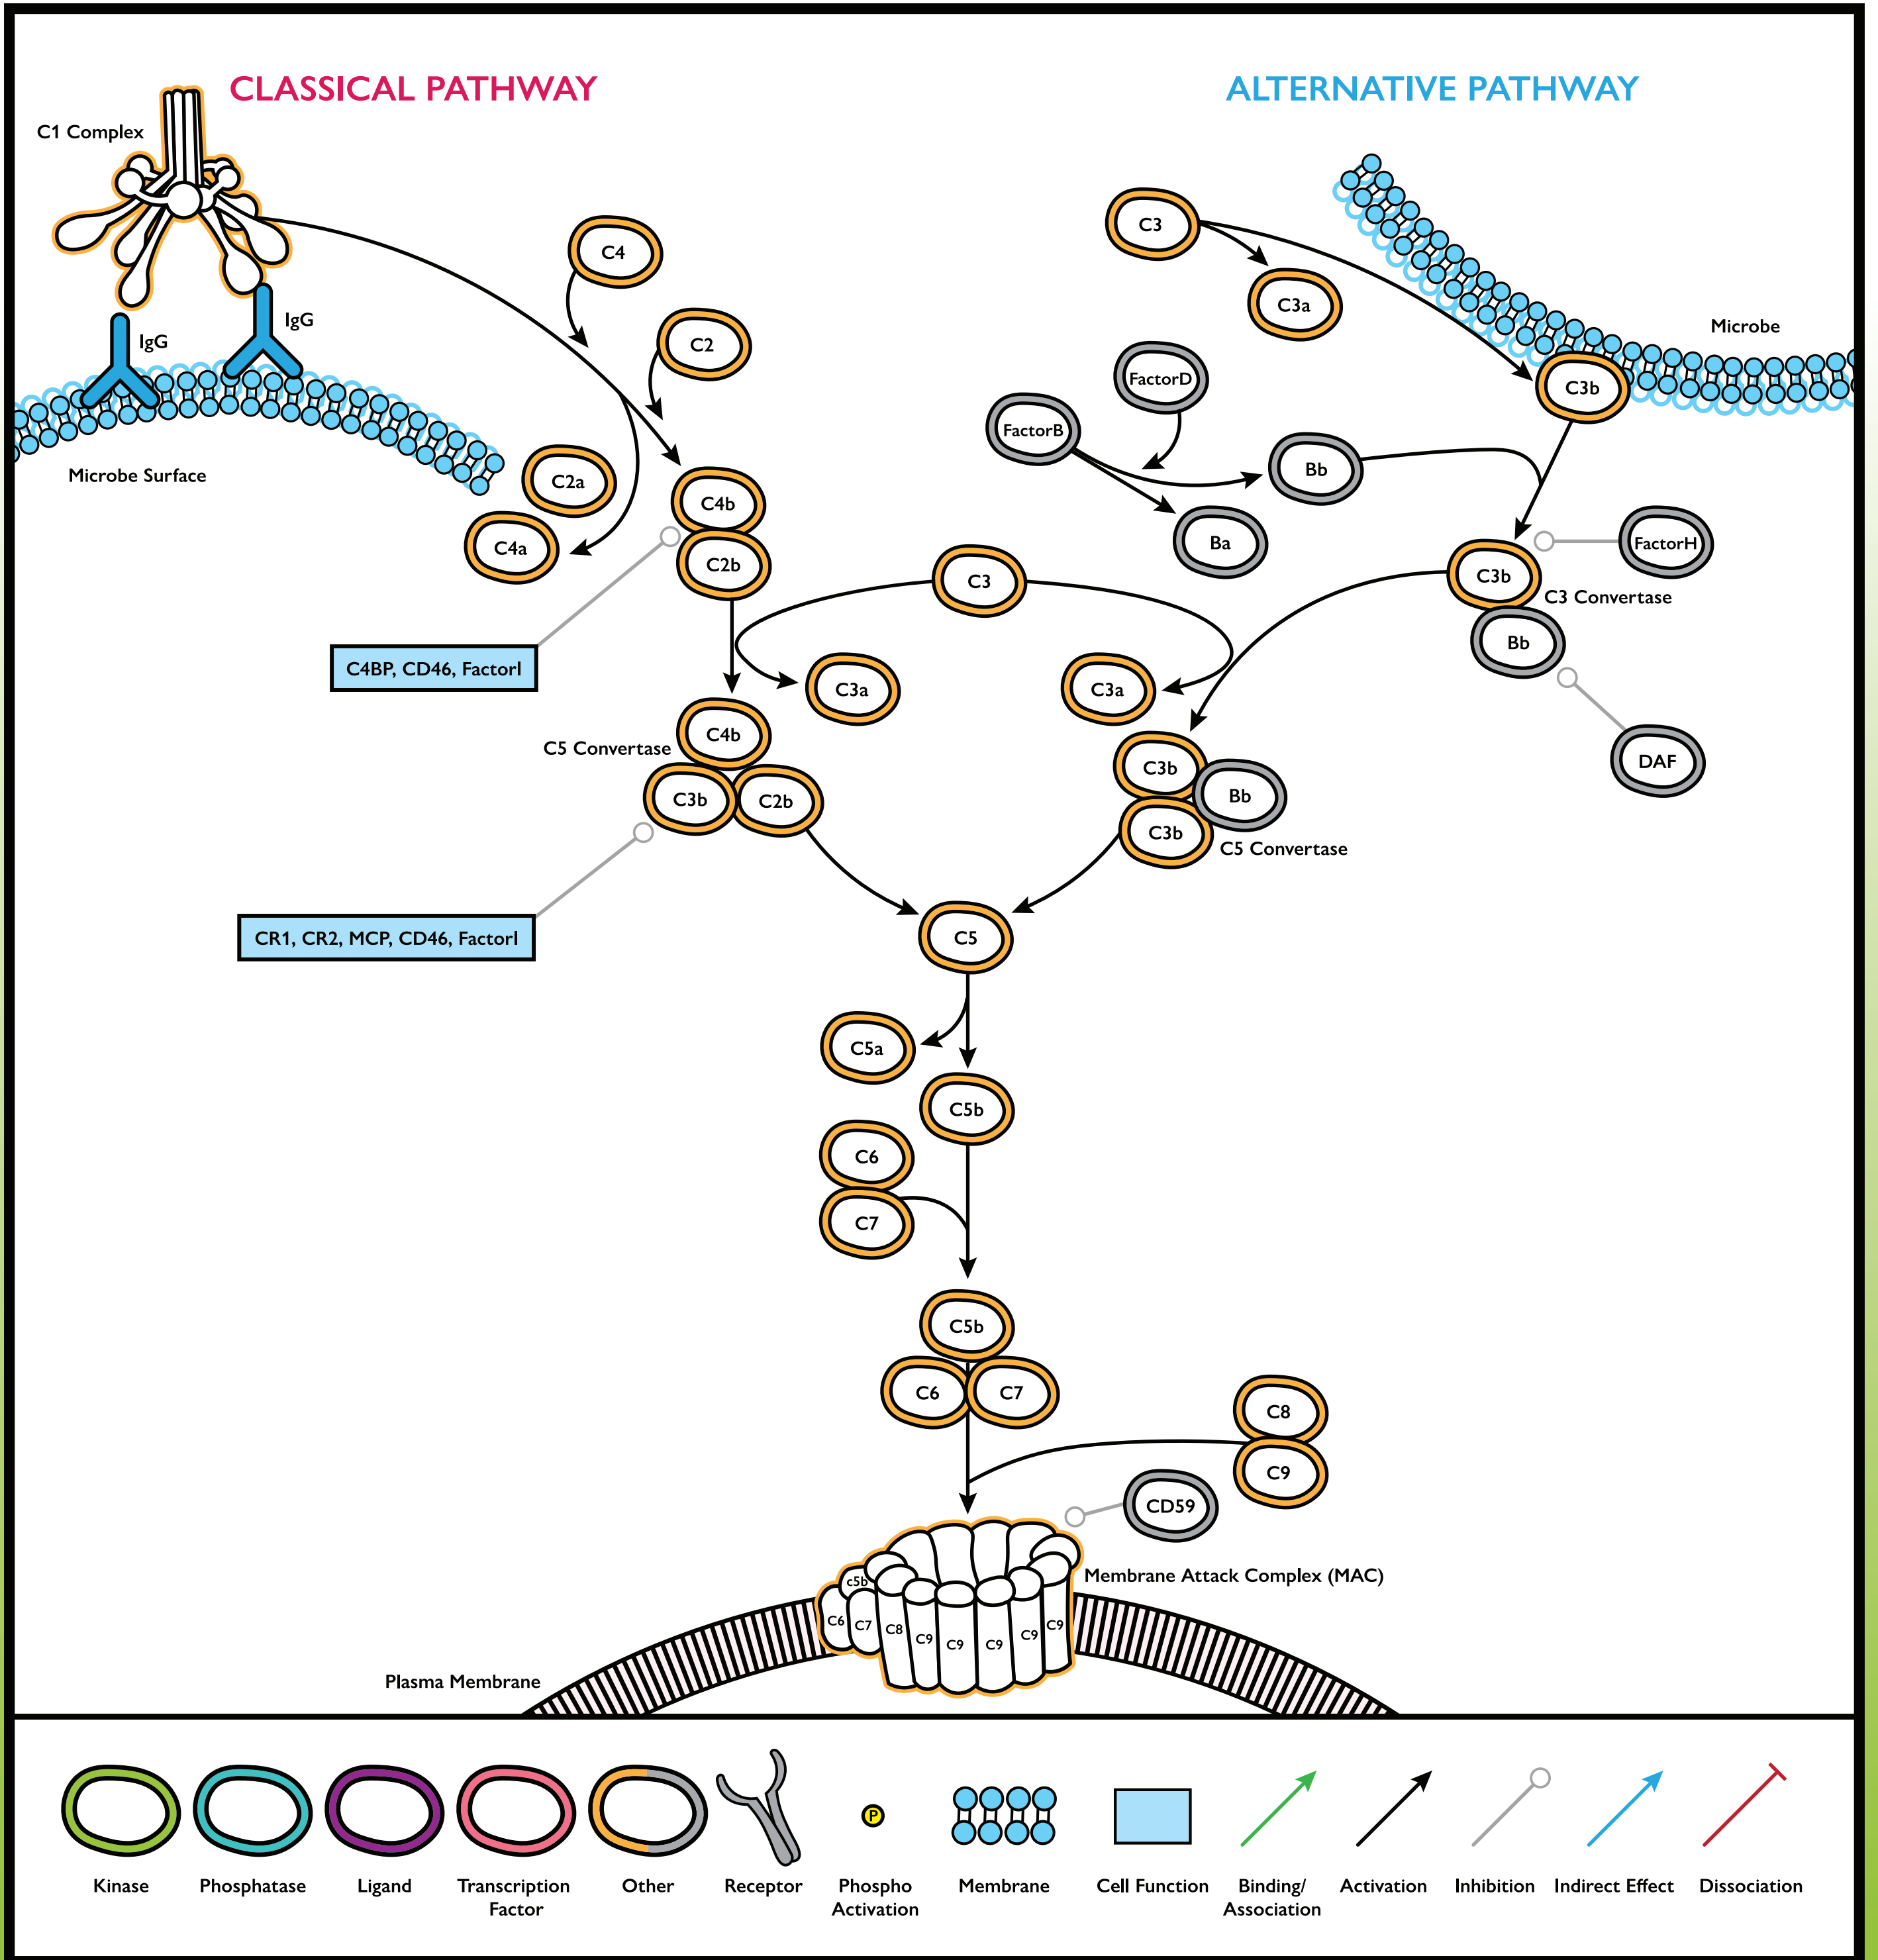 CLASSICAL PATHWAY
ALTERNATIVE PATHWAY
C1 Complex
IgG
IgG
Microbe Surface
C4
C2
C2a
C4a
C4b
C2b
C4BP, CD46, FactorI
C3
C3a
C3b
Microbe
FactorD
FactorB
Bb
Ba
FactorH
C3b
C3 Convertase
Bb
DAF
C3
C3a
C3a
C4b
C5 Convertase
C3b
C2b
C3b
Bb
C3b
C5 Convertase
CR1, CR2, MCP, CD46, FactorI
C5
C5a
C5b
C6
C7
C5b
C6
C7
C8
C9
CD59
Membrane Attack Complex (MAC)
c5b
C6
C7
C8
C9
C9
C9
C9
C9
Plasma Membrane
P
Kinase
Phosphatase
Ligand
Transcription
Factor
Other
Receptor
Phospho
Activation
Membrane
Cell Function
Binding/
Association
Activation
Inhibition
Indirect Effect
Dissociation